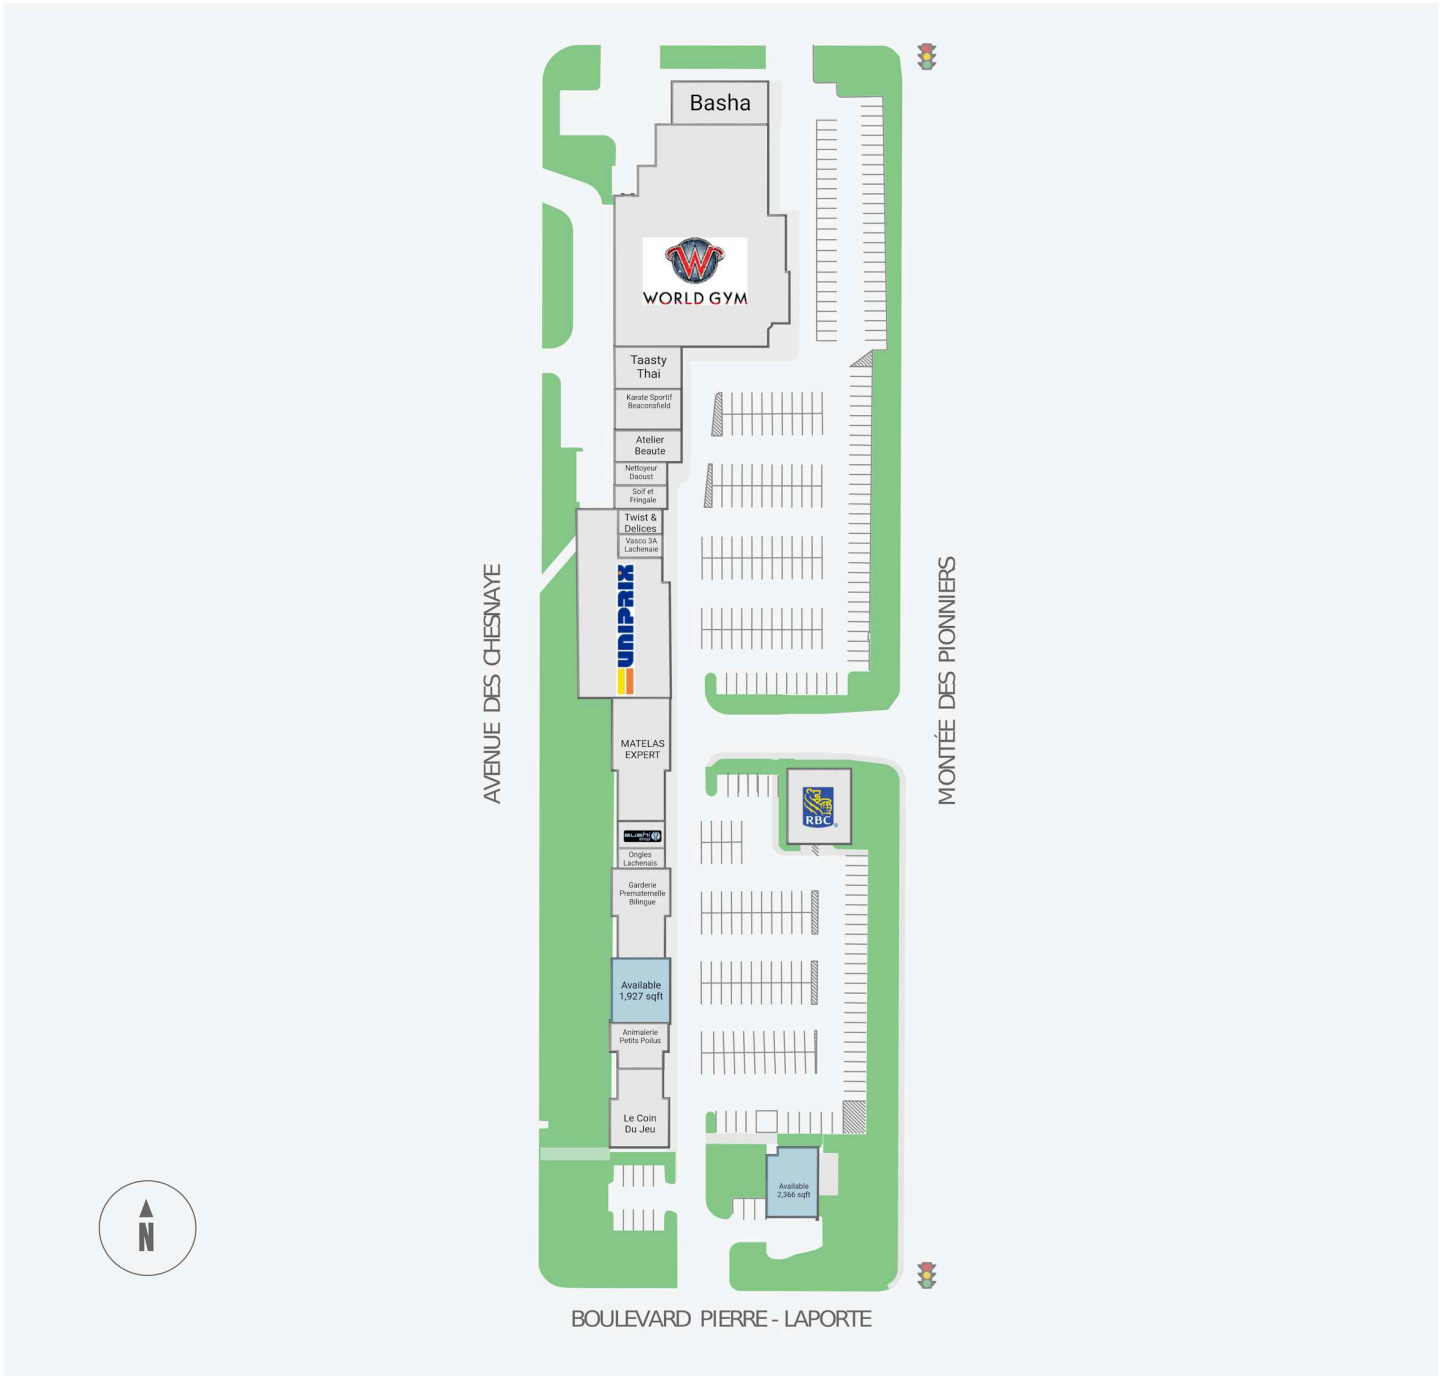 Basha
WORLD GYM
Taasty
Thai
Karate Sportif
Beaconsfield
Atelier
Beaute
Nettoyeur
Daoust
Soif et
Fringale
Twist &
Delices
Vasco 3A
Lachenaie
UNIPRIX
AVENUE DES CHESNAYE
MONTÉE DES PIONNIERS
MATELAS
EXPERT
RBC
sushi
Ongles
Lachenais
Garderie
Prematernelle
Bilingue
Available
1,927 sqft
Animalerie
Petits Poilus
Le Coin
Du Jeu
Available
2,366 sqft
N
BOULEVARD PIERRE - LAPORTE